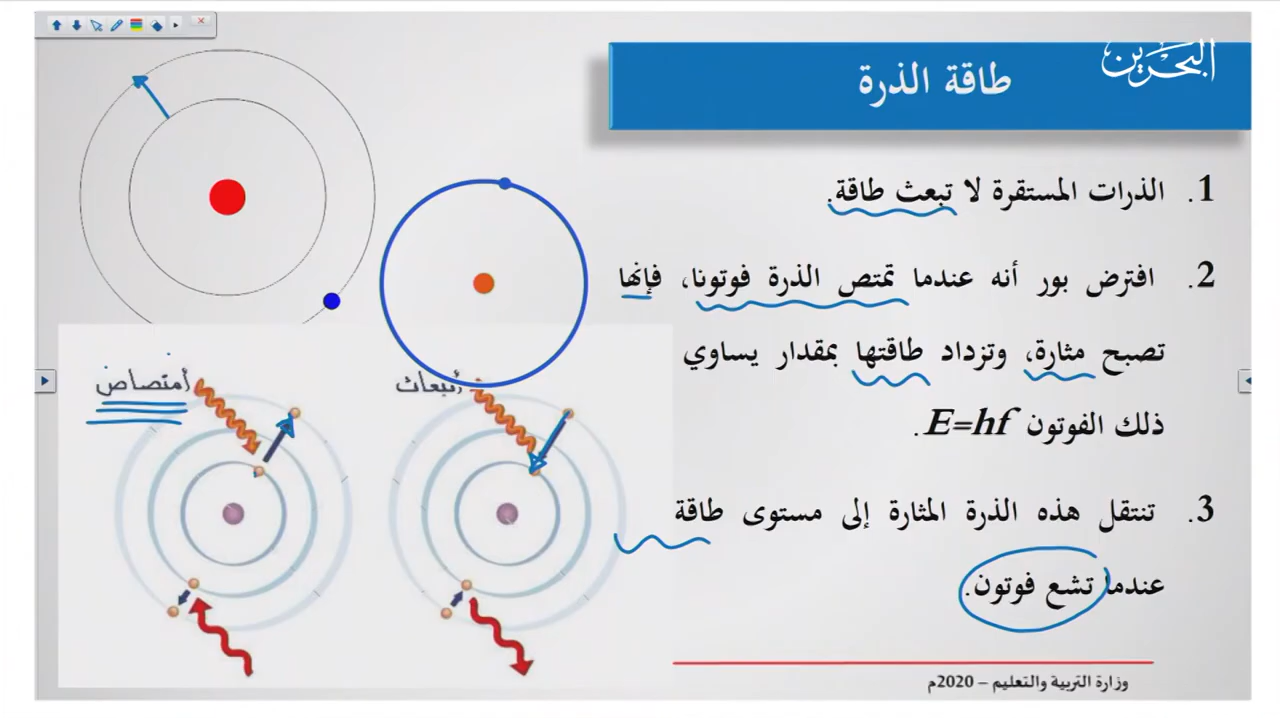 البحرين
طاقة الذرة
1. الذرات المستقرة لا تبعث طاقة.
2. افترض بور أنه عندما تمتص الذرة فوتونا، فإنها
تصبح مثارة، وتزداد طاقتها بمقدار يساوي
ذلك الفوتون E=hf.
3. تنتقل هذه الذرة المثارة إلى مستوى طاقة
عندما تشع فوتون.
أمتصاص
أنبعاث
وزارة التربية والتعليم – 2020م